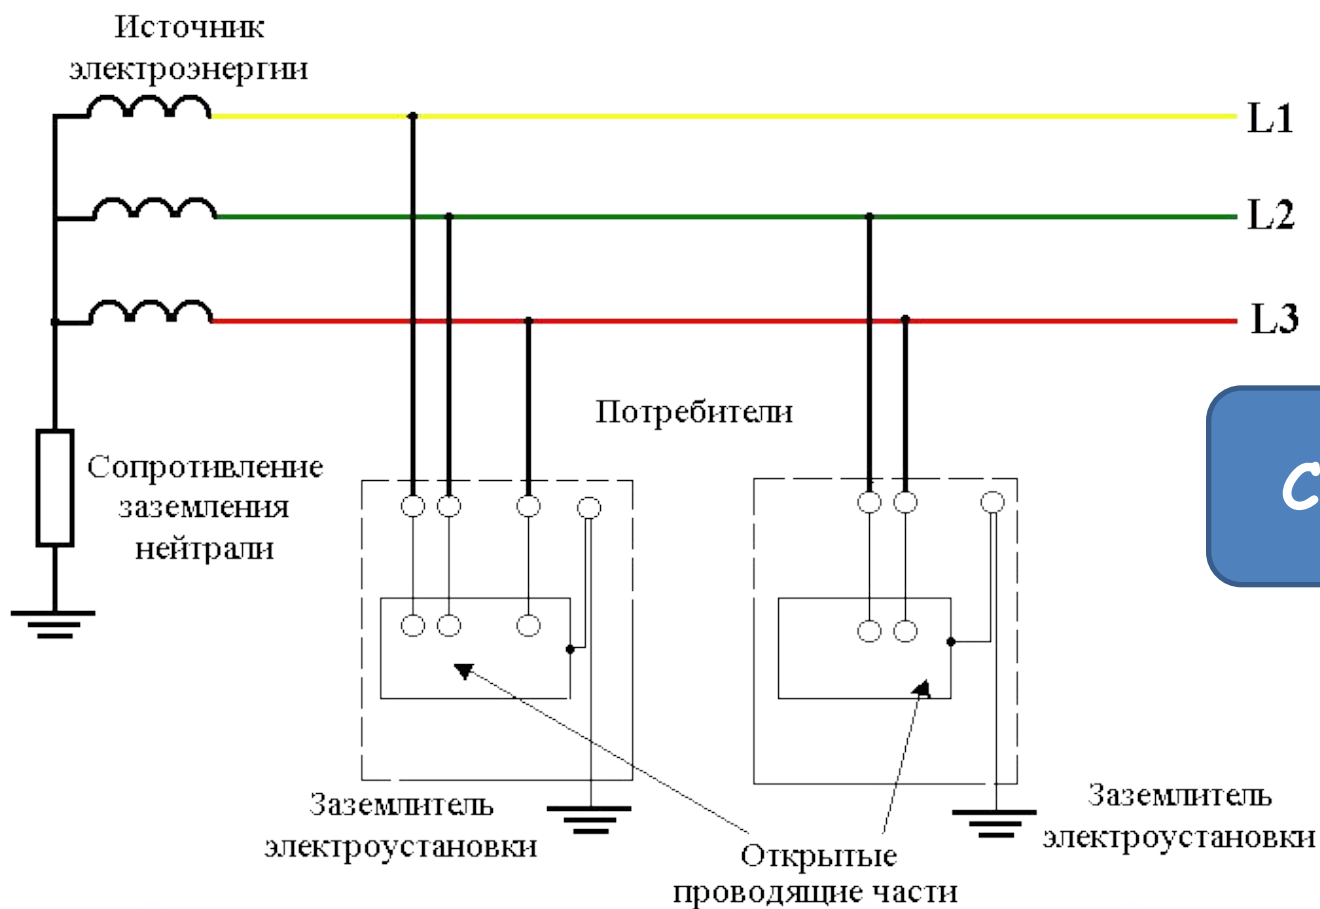 Источник
электроэнергии
L1
L2
L3
Потребители
Сопротивление
заземления
нейтрали
С
Заземлитель
электроустановки
Заземлитель
электроустановки
Открытые
проводящие части